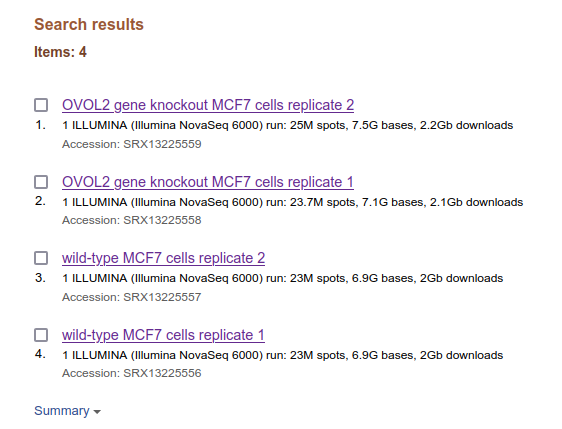 Search results
Items: 4
OVOL2 gene knockout MCF7 cells replicate 2
1. 1 ILLUMINA (Illumina NovaSeq 6000) run: 25M spots, 7.5G bases, 2.2Gb downloads
Accession: SRX13225559
OVOL2 gene knockout MCF7 cells replicate 1
2. 1 ILLUMINA (Illumina NovaSeq 6000) run: 23.7M spots, 7.1G bases, 2.1Gb downloads
Accession: SRX13225558
wild-type MCF7 cells replicate 2
3. 1 ILLUMINA (Illumina NovaSeq 6000) run: 23M spots, 6.9G bases, 2Gb downloads
Accession: SRX13225557
wild-type MCF7 cells replicate 1
4. 1 ILLUMINA (Illumina NovaSeq 6000) run: 23M spots, 6.9G bases, 2Gb downloads
Accession: SRX13225556
Summary